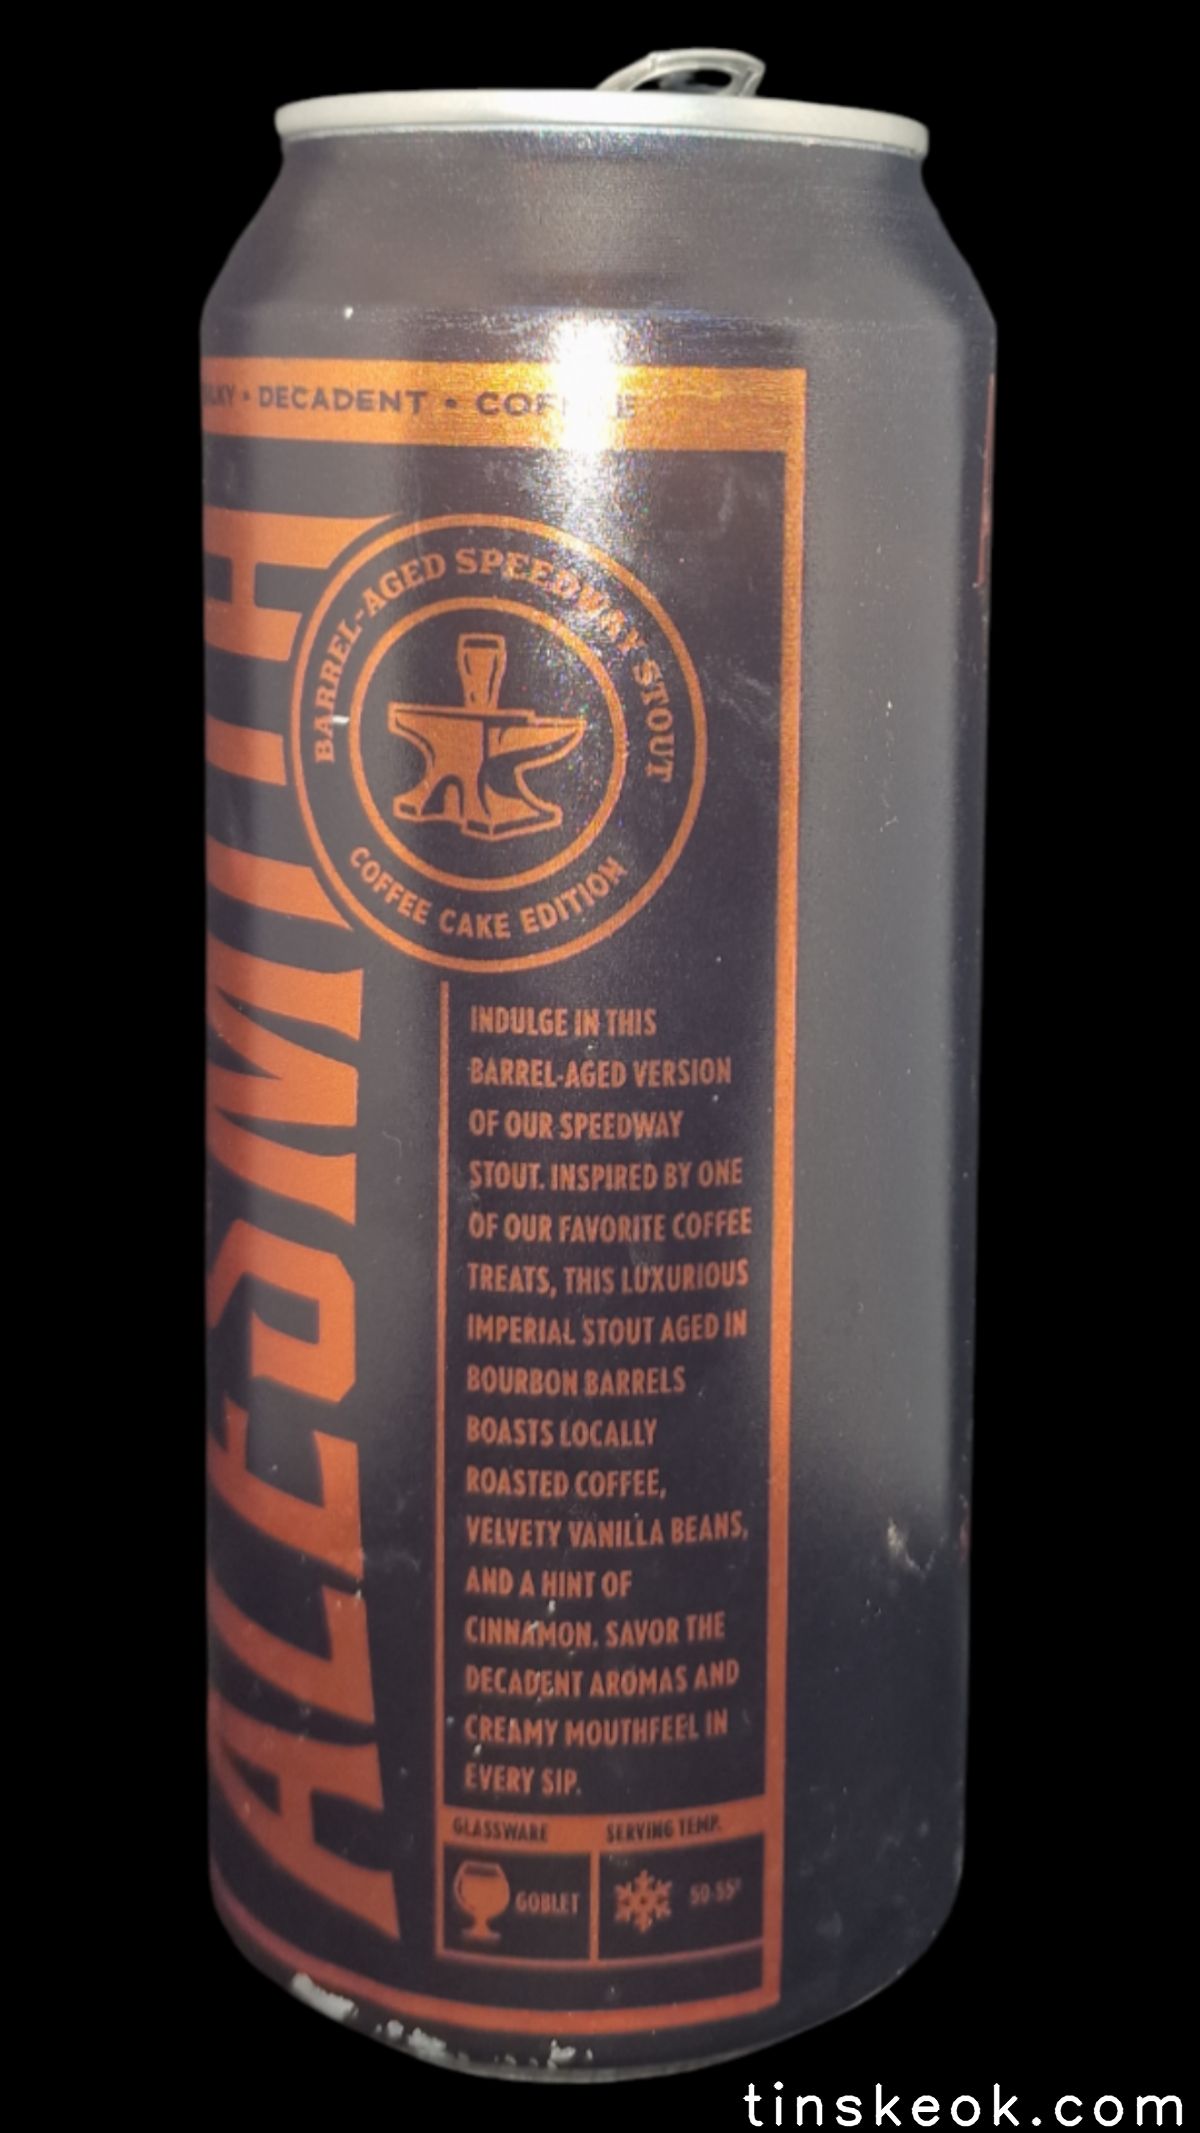 DECADENT • COFFEE
ALESMITH
BARREL-AGED SPEEDWAY STOUT
COFFEE CAKE EDITION
INDULGE IN THIS
BARREL-AGED VERSION
OF OUR SPEEDWAY
STOUT. INSPIRED BY ONE
OF OUR FAVORITE COFFEE
TREATS, THIS LUXURIOUS
IMPERIAL STOUT AGED IN
BOURBON BARRELS
BOASTS LOCALLY
ROASTED COFFEE,
VELVETY VANILLA BEANS,
AND A HINT OF
CINNAMON. SAVOR THE
DECADENT AROMAS AND
CREAMY MOUTHFEEL IN
EVERY SIP.
GLASSWARE SERVING TEMP.
GOBLET 50-55°
tinskeok.com